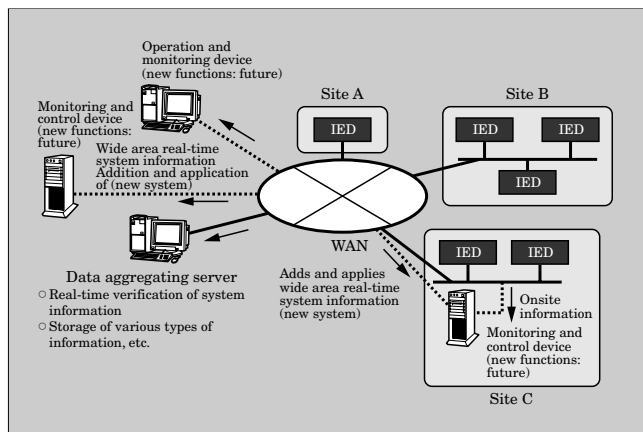 Operation and
monitoring device
(new functions: future)
Monitoring and
control device
(new functions:
future)
Wide area real-time
system information
Addition and application
of (new system)
Data aggregating server
○ Real-time verification of system
information
○ Storage of various types of
information, etc.
Site A
IED
WAN
Site B
IED
IED
IED
Adds and applies
wide area real-time
system information
(new system)
IED
IED
Onsite
information
Monitoring and
control device
(new functions:
future)
Site C